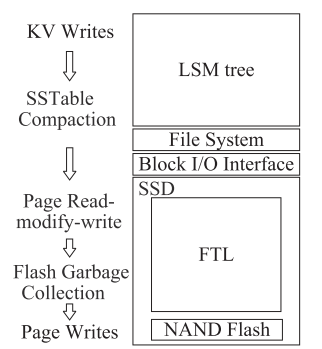 KV Writes
SSTable
Compaction
Page Read-
modify-write
Flash Garbage
Collection
Page Writes
LSM tree
File System
Block I/O Interface
SSD
FTL
NAND Flash